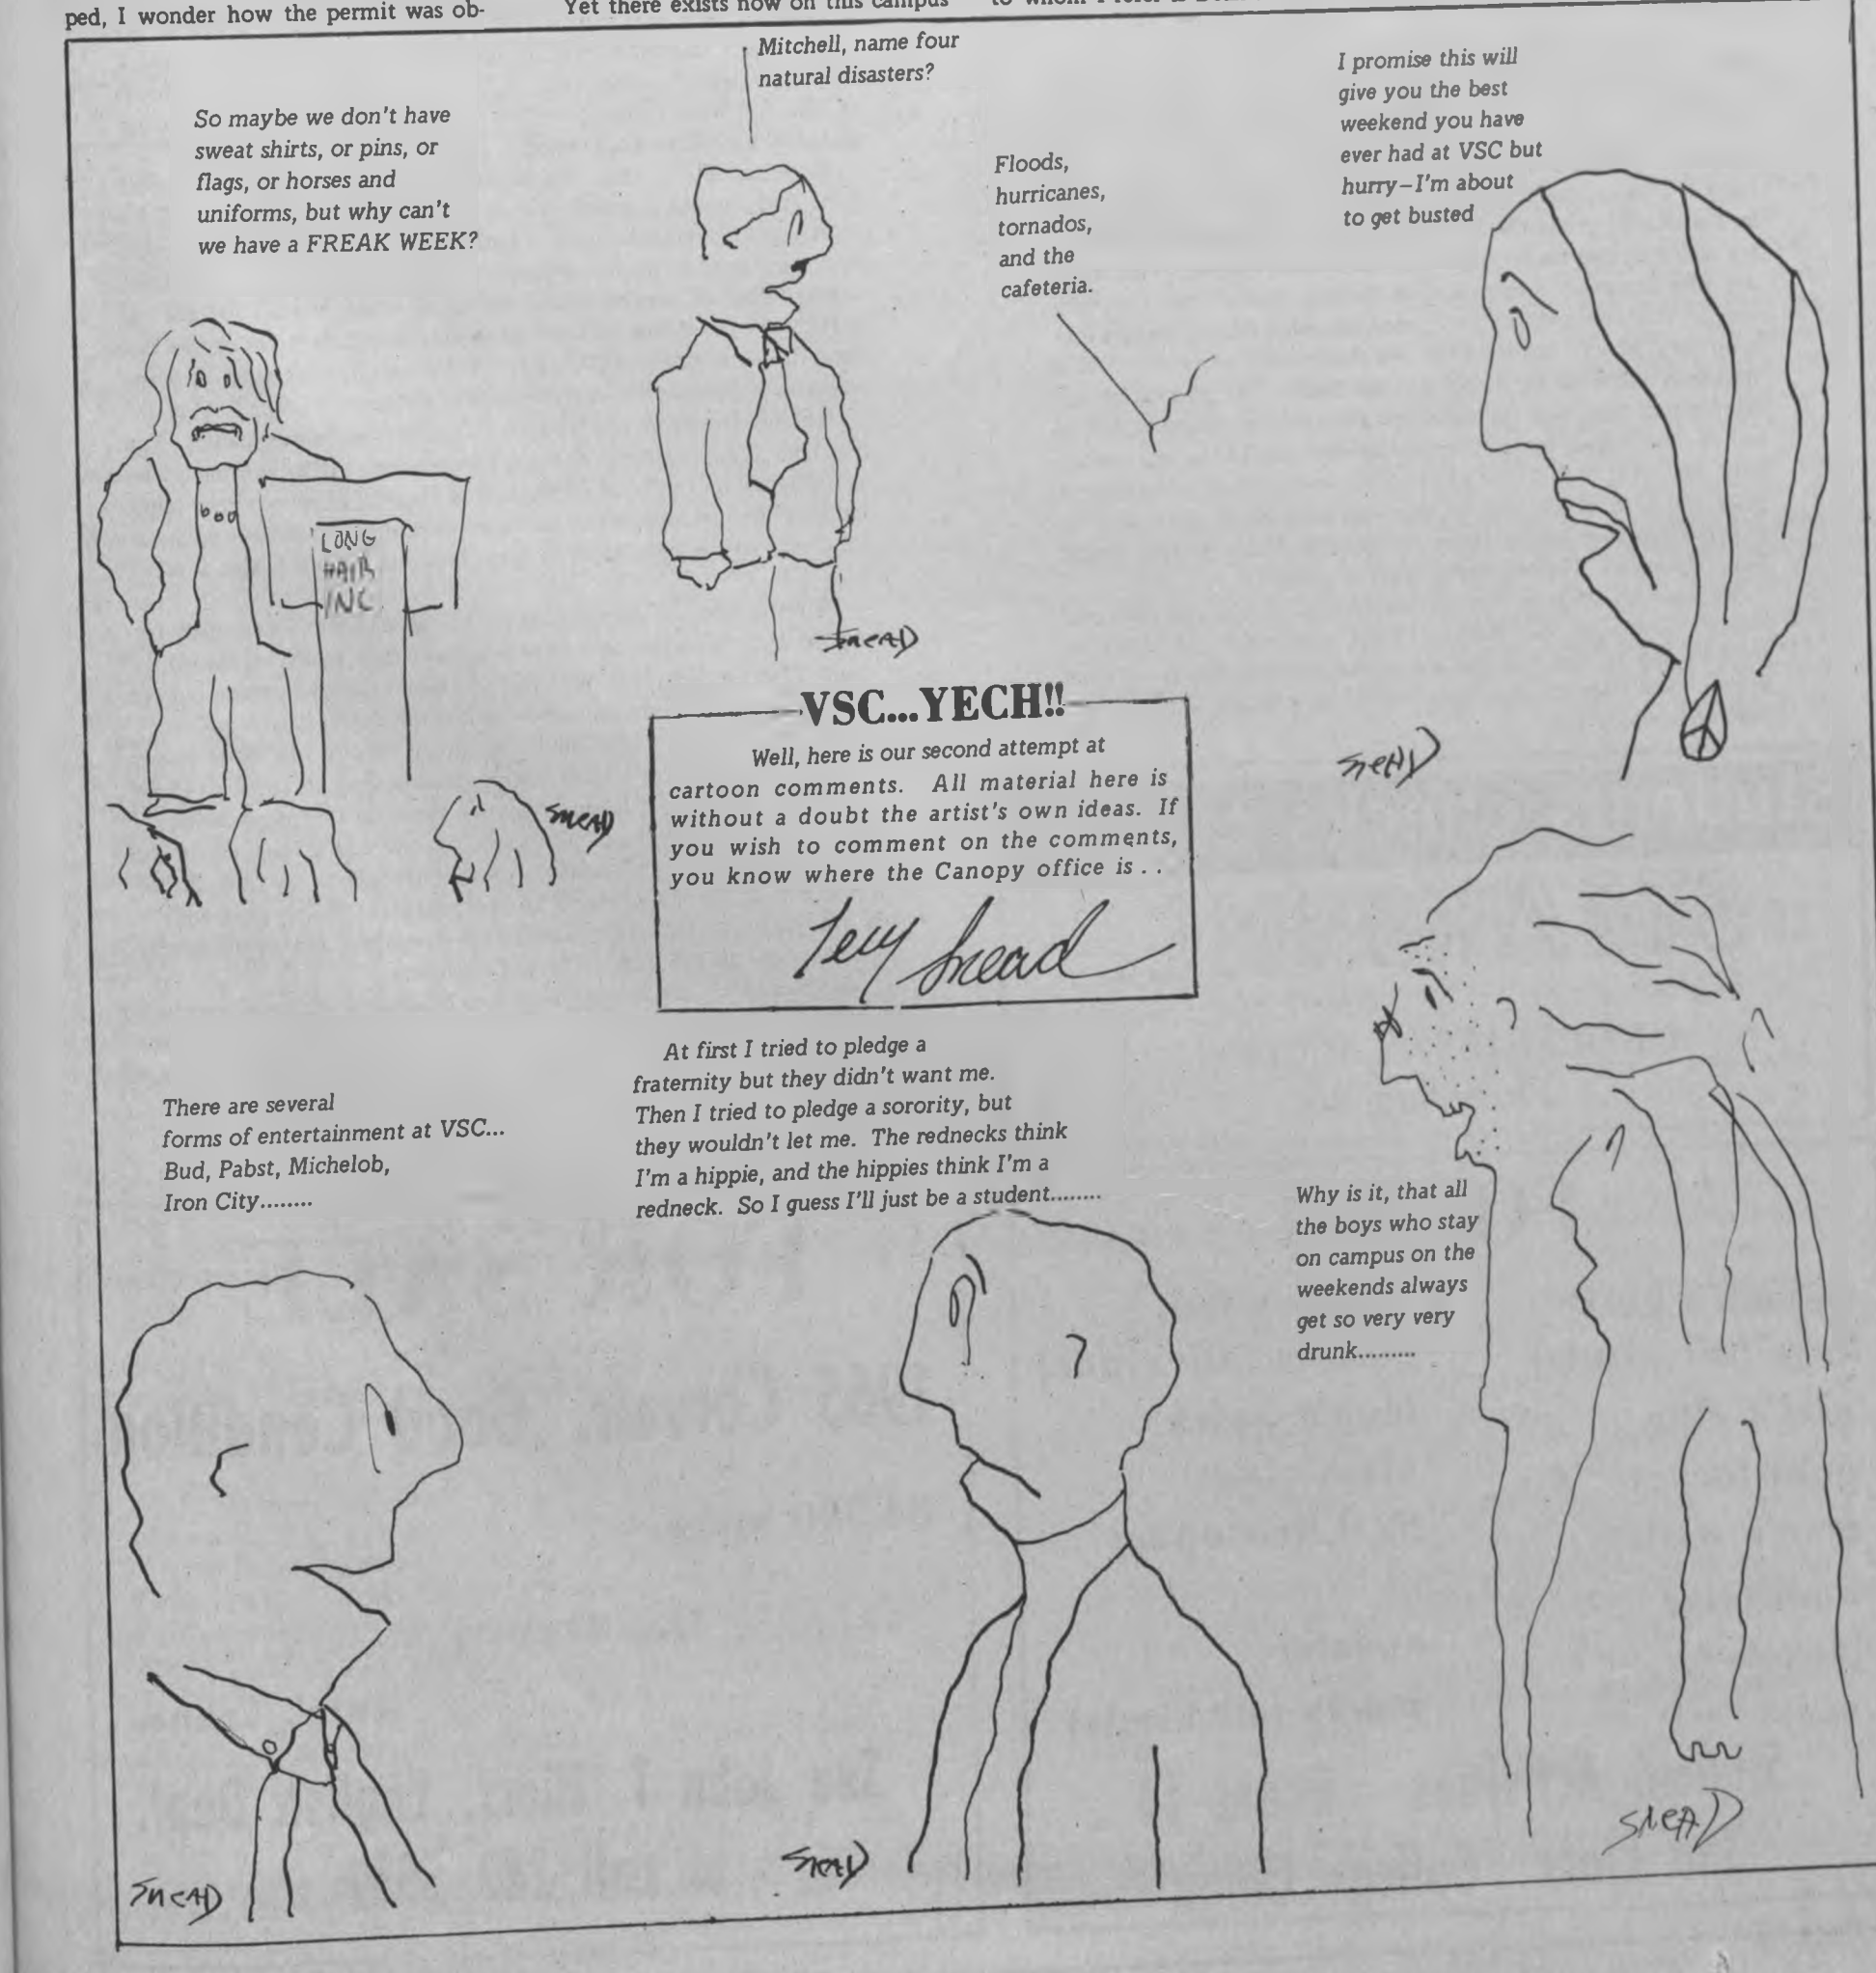 ped, I wonder how the permit was ob-
Yet there exists now on this campus
So maybe we don't have
sweat shirts, or pins, or
flags, or horses and
uniforms, but why can't
we have a FREAK WEEK?
Mitchell, name four
natural disasters?
Floods,
hurricanes,
tornados,
and the
cafeteria.
I promise this will
give you the best
weekend you have
ever had at VSC but
hurry-I'm about
to get busted
LONG
HAIR
INC
SNEAD
SNEAD
SNEAD
VSC...YECH!!
Well, here is our second attempt at
cartoon comments. All material here is
without a doubt the artist's own ideas. If
you wish to comment on the comments,
you know where the Canopy office is . .
Snead
There are several
forms of entertainment at VSC...
Bud, Pabst, Michelob,
Iron City........
At first I tried to pledge a
fraternity but they didn't want me.
Then I tried to pledge a sorority, but
they wouldn't let me. The rednecks think
I'm a hippie, and the hippies think I'm a
redneck. So I guess I'll just be a student........
Why is it, that all
the boys who stay
on campus on the
weekends always
get so very very
drunk.........
SNEAD
SNEAD
SNEAD